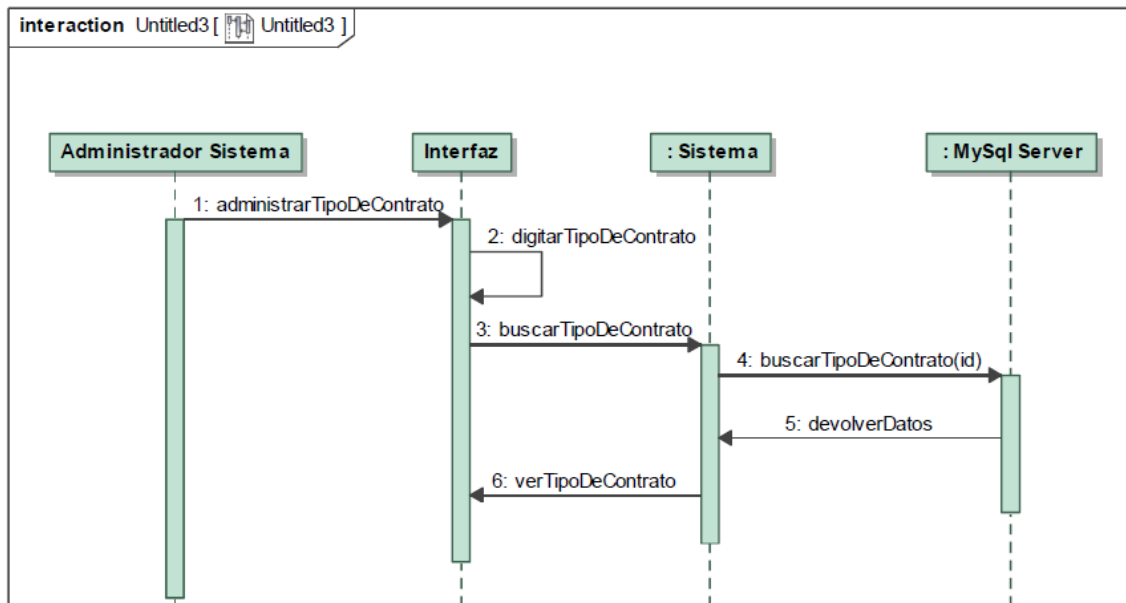 interaction Untitled3 [ Untitled3 ]
Administrador Sistema
Interfaz
: Sistema
: MySql Server
1: administrarTipoDeContrato
2: digitarTipoDeContrato
3: buscarTipoDeContrato
4: buscarTipoDeContrato(id)
5: devolverDatos
6: verTipoDeContrato